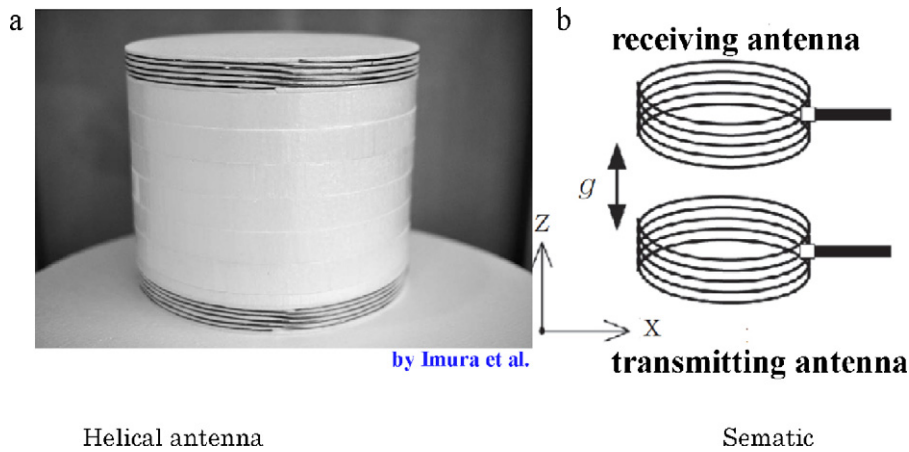 a
b
receiving antenna
g
Z
X
by Imura et al.
transmitting antenna
Helical antenna
Sematic